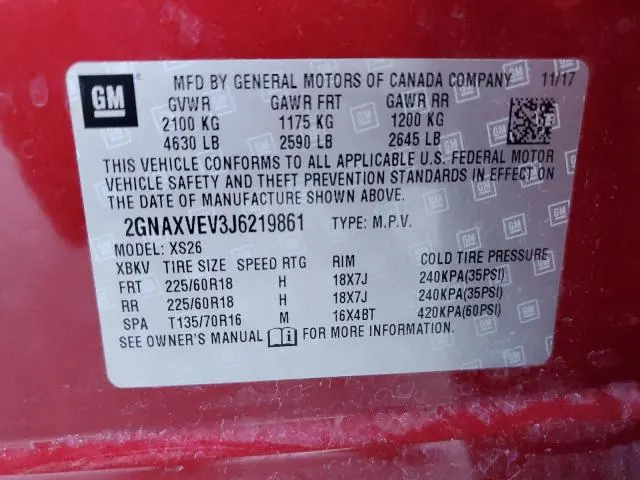 GM MFD BY GENERAL MOTORS OF CANADA COMPANY 11/17
GVWR GAWR FRT GAWR RR
2100 KG 1175 KG 1200 KG
4630 LB 2590 LB 2645 LB
THIS VEHICLE CONFORMS TO ALL APPLICABLE U.S. FEDERAL MOTOR
VEHICLE SAFETY AND THEFT PREVENTION STANDARDS IN EFFECT ON
THE DATE OF MANUFACTURE SHOWN ABOVE.
2GNAXVEV3J6219861 TYPE: M.P.V.
MODEL: XS26
XBKV TIRE SIZE SPEED RTG RIM COLD TIRE PRESSURE
FRT 225/60R18 H 18X7J 240KPA(35PSI)
RR 225/60R18 H 18X7J 240KPA(35PSI)
SPA T135/70R16 M 16X4BT 420KPA(60PSI)
SEE OWNER'S MANUAL FOR MORE INFORMATION.